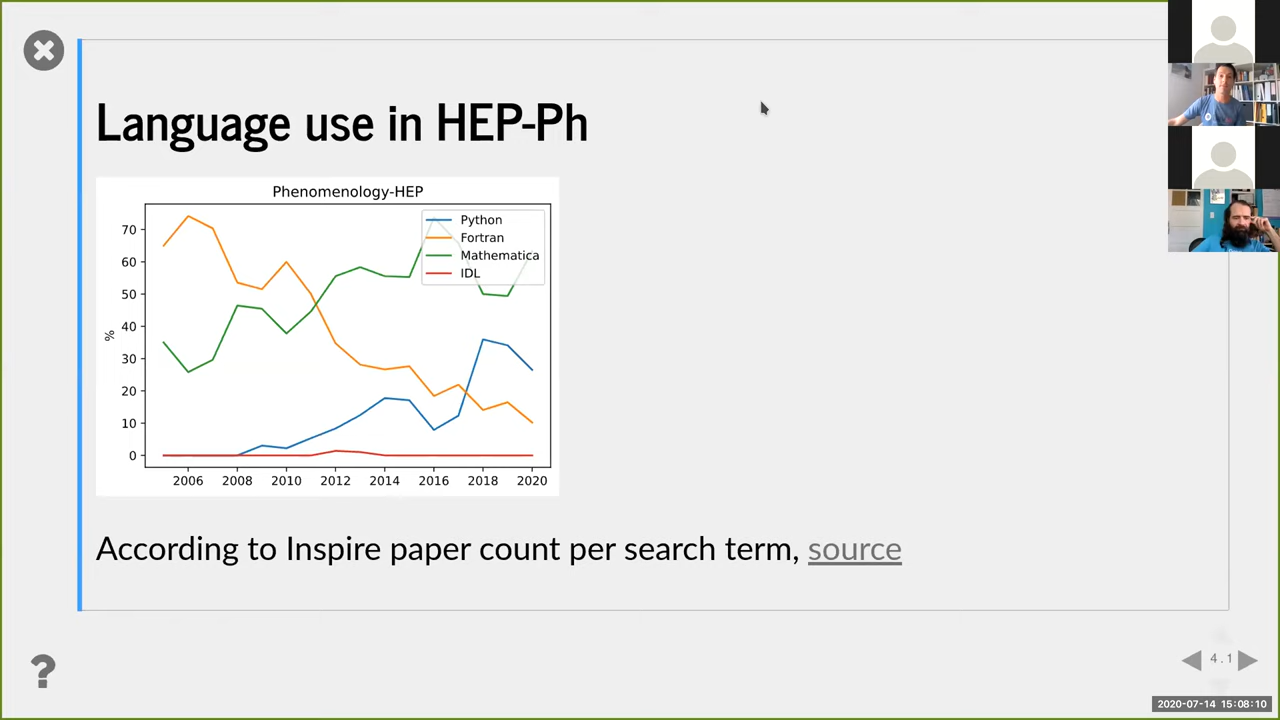 Language use in HEP-Ph
Phenomenology-HEP
Python
Fortran
Mathematica
IDL
%
70
60
50
40
30
20
10
0
2006 2008 2010 2012 2014 2016 2018 2020
According to Inspire paper count per search term, source
?
4.1
2020-07-14 15:08:10